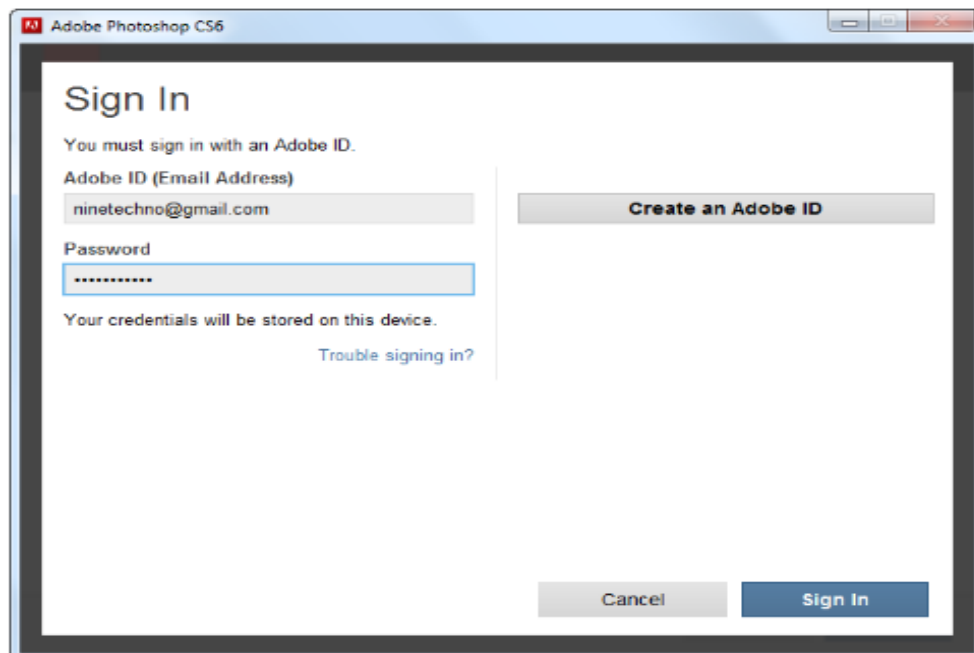 Adobe Photoshop CS6
Sign In
You must sign in with an Adobe ID.
Adobe ID (Email Address)
ninetechno@gmail.com
Create an Adobe ID
Password
•••••••••••
Your credentials will be stored on this device.
Trouble signing in?
Cancel
Sign In